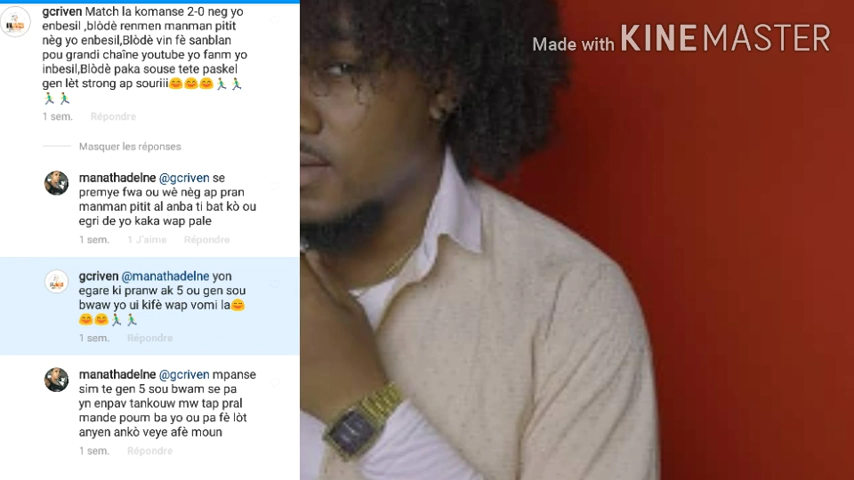 gcriven Match la komanse 2-0 neg yo
enbesil ,blòdè renmen manman pitit
nèg yo enbesil,Blòdè vin fè sanblan
pou grandi chaîne youtube yo fanm yo
inbesil,Blòdè paka souse tete paskel
gen lèt strong ap souriii😊😊😊🏃‍♂️🏃‍♂️
🏃‍♂️🏃‍♂️
1 sem. Répondre
Masquer les réponses
manathadelne @gcriven se
premye fwa ou wè nèg ap pran
manman pitit al anba ti bat kò ou
egri de yo kaka wap pale
1 sem. 1 J'aime Répondre
gcriven @manathadelne yon
egare ki pranw ak 5 ou gen sou
bwaw yo ui kifè wap vomi la😊
😊😊🏃‍♂️🏃‍♂️
1 sem. Répondre
manathadelne @gcriven mpanse
sim te gen 5 sou bwam se pa
yn enpav tankouw mw tap pral
mande poum ba yo ou pa fè lòt
anyen ankò veye afè moun
1 sem. Répondre
Made with KINEMASTER